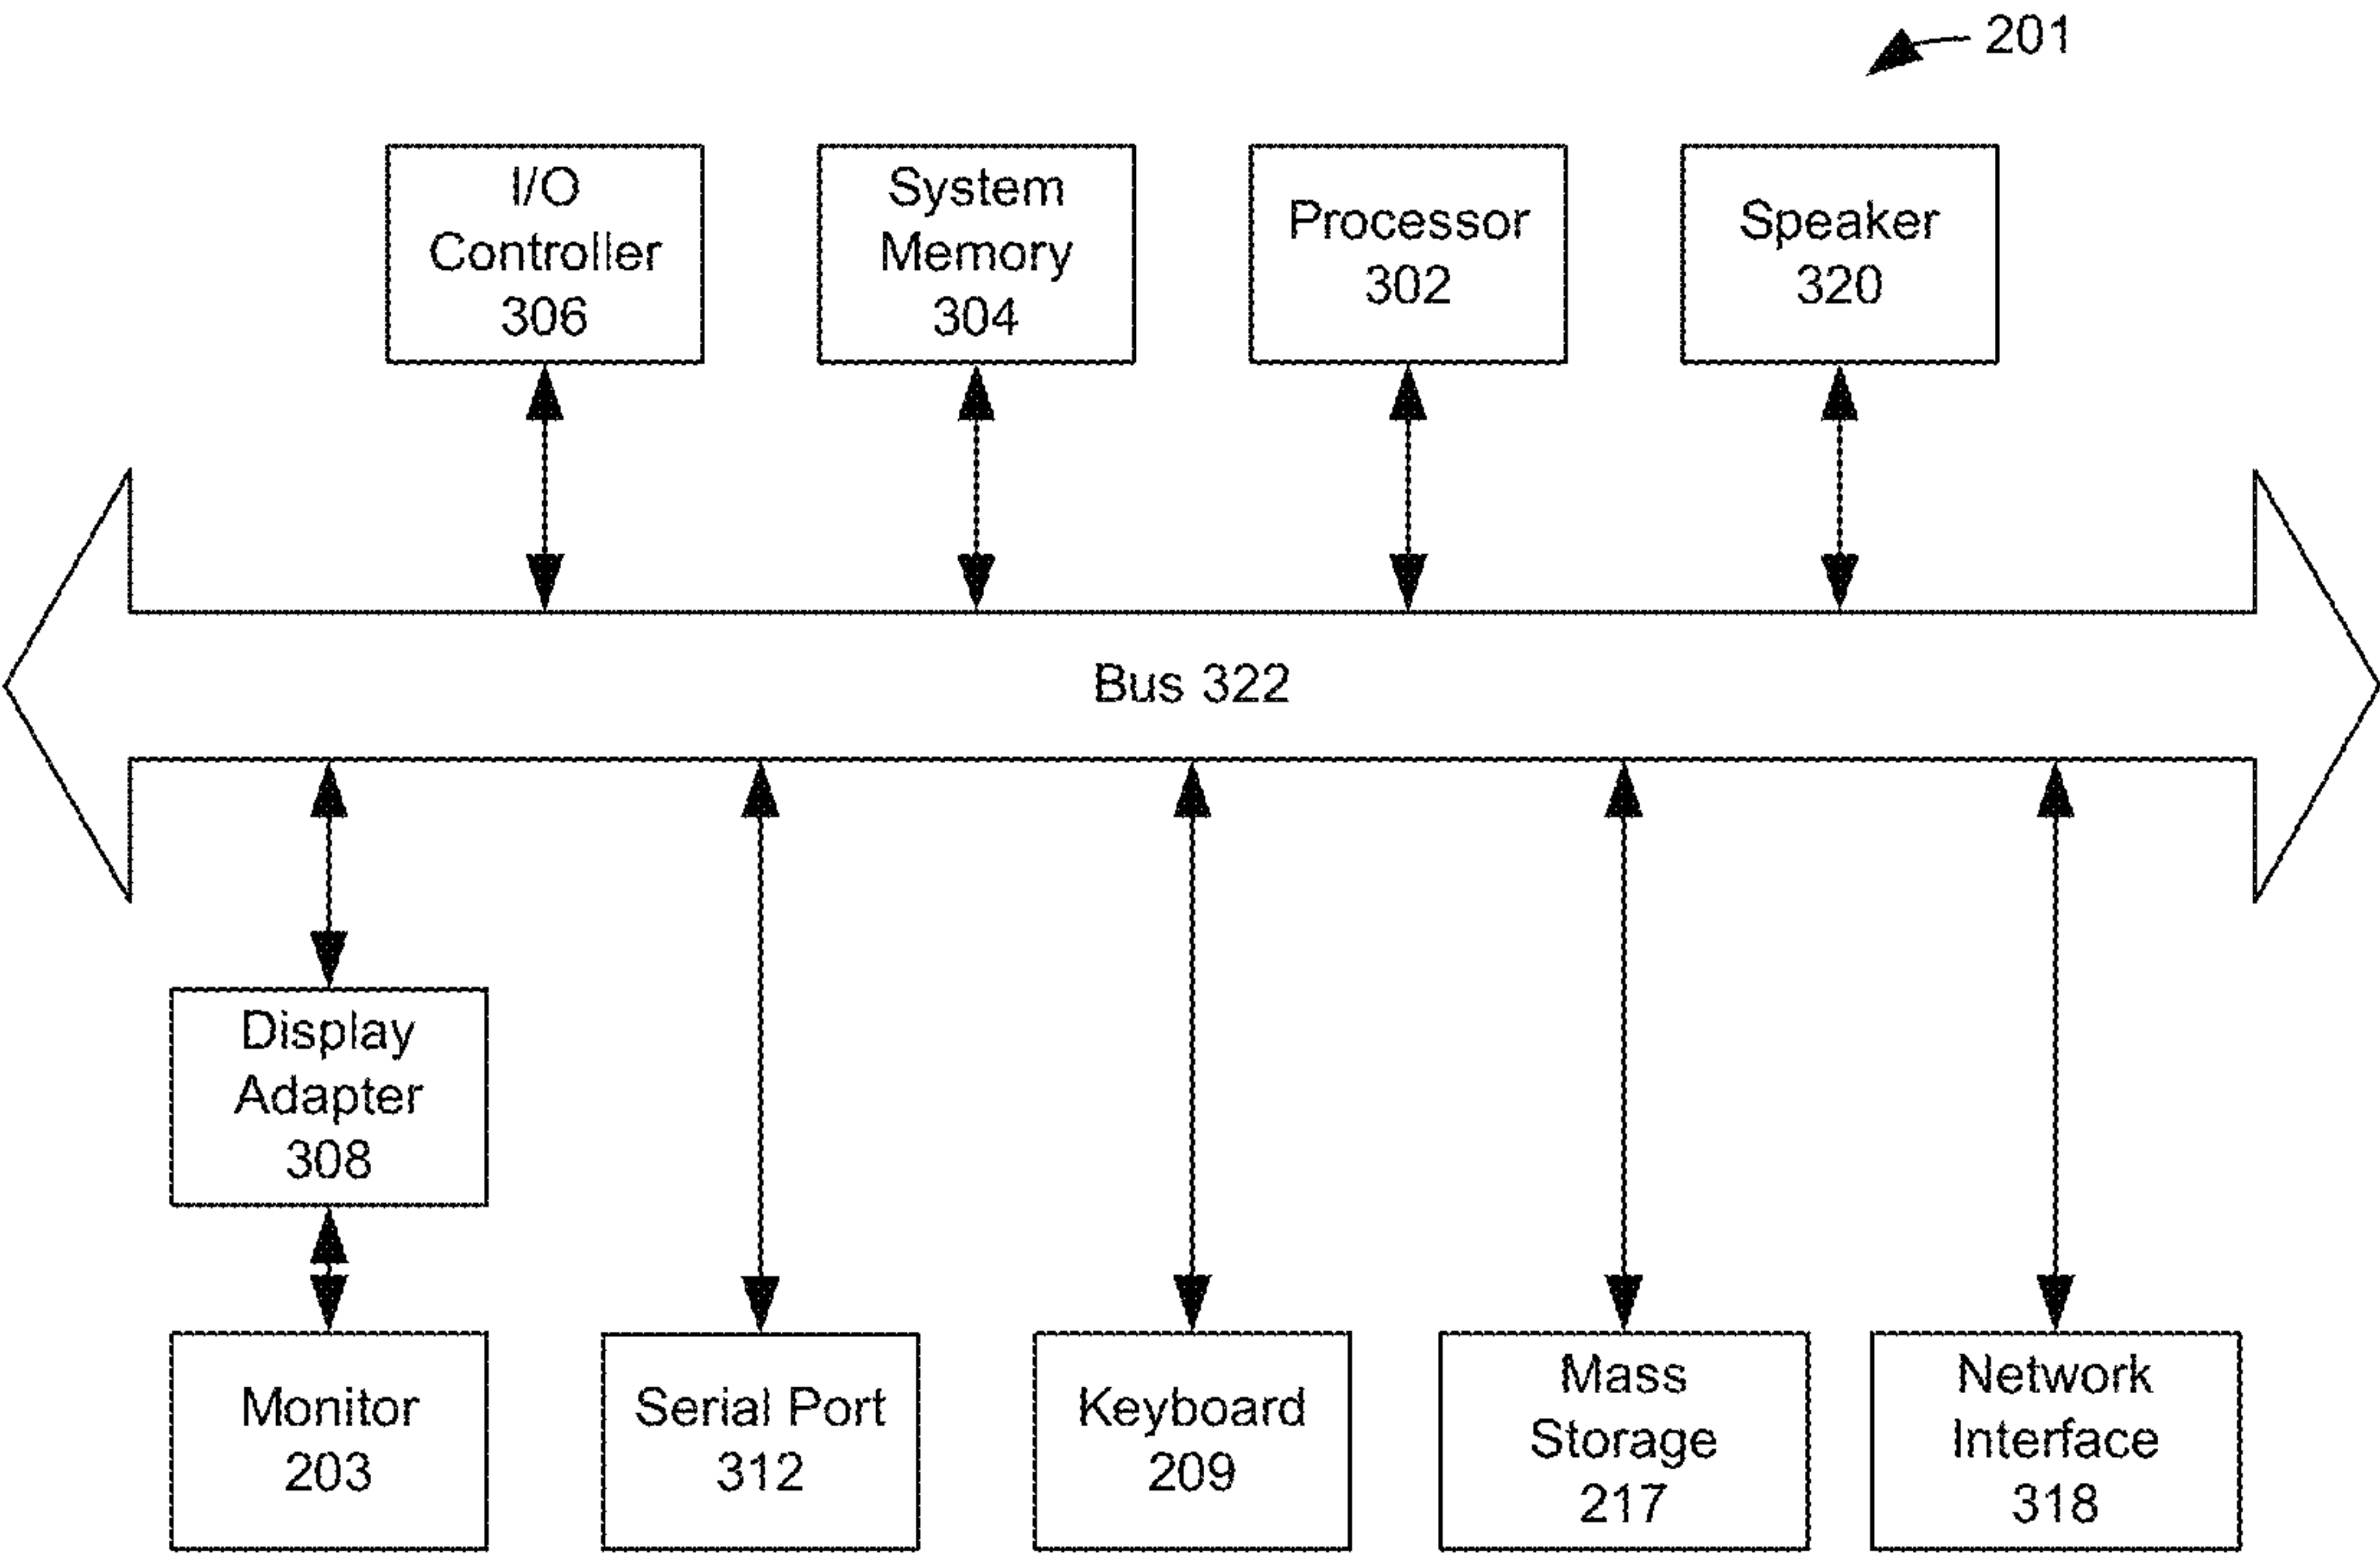 201
I/O
Controller
306
System
Memory
304
Processor
302
Speaker
320
Bus 322
Display
Adapter
308
Monitor
203
Serial Port
312
Keyboard
209
Mass
Storage
217
Network
Interface
318